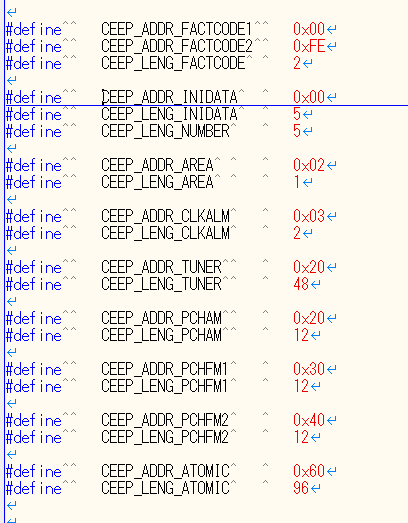 #define CEEP_ADDR_FACTCODE1 0x00
#define CEEP_ADDR_FACTCODE2 0xFE
#define CEEP_LENG_FACTCODE 2
#define CEEP_ADDR_INIDATA 0x00
#define CEEP_LENG_INIDATA 5
#define CEEP_LENG_NUMBER 5
#define CEEP_ADDR_AREA 0x02
#define CEEP_LENG_AREA 1
#define CEEP_ADDR_CLKALM 0x03
#define CEEP_LENG_CLKALM 2
#define CEEP_ADDR_TUNER 0x20
#define CEEP_LENG_TUNER 48
#define CEEP_ADDR_PCHAM 0x20
#define CEEP_LENG_PCHAM 12
#define CEEP_ADDR_PCHFM1 0x30
#define CEEP_LENG_PCHFM1 12
#define CEEP_ADDR_PCHFM2 0x40
#define CEEP_LENG_PCHFM2 12
#define CEEP_ADDR_ATOMIC 0x60
#define CEEP_LENG_ATOMIC 96